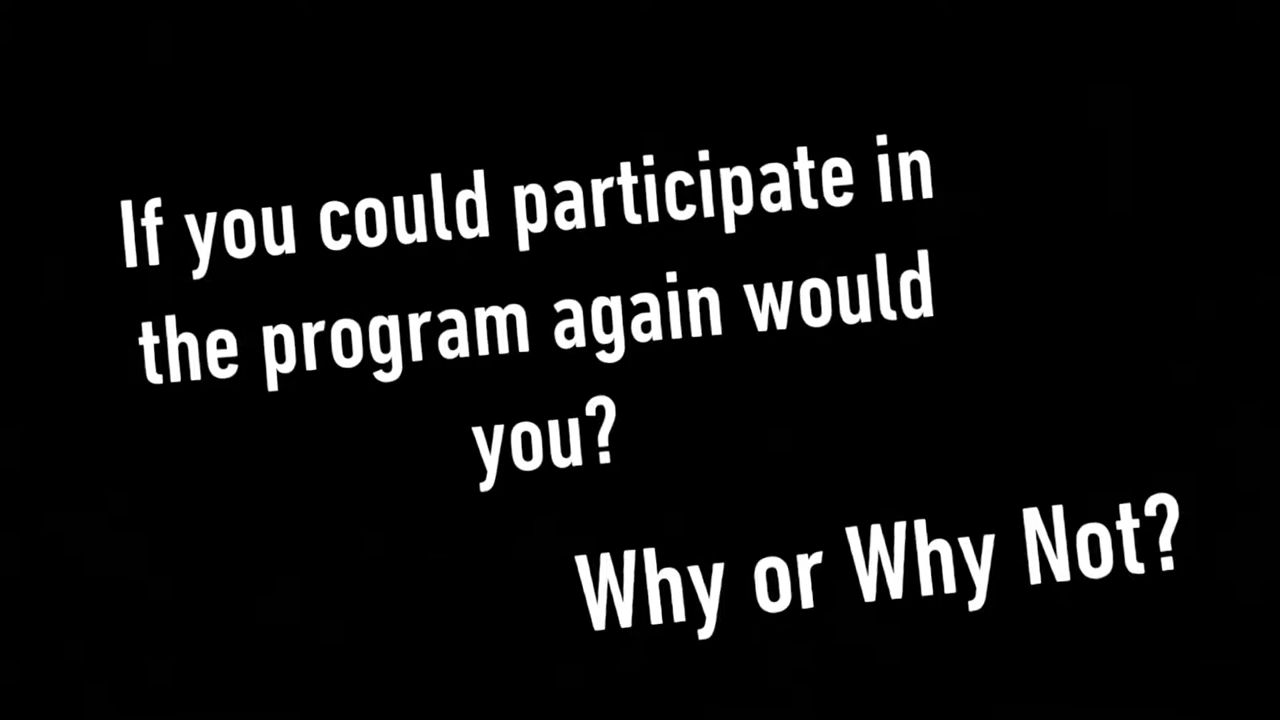 If you could participate in
the program again would
you?
Why or Why Not?